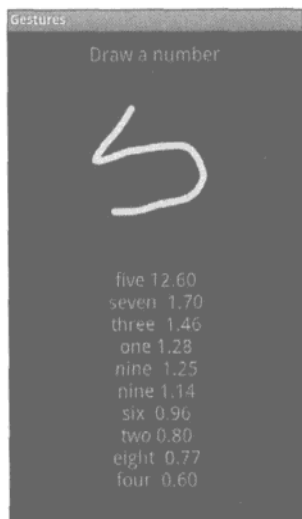 Gestures
Draw a number
five 12.60
seven 1.70
three 1.46
one 1.28
nine 1.25
nine 1.14
six 0.96
two 0.80
eight 0.77
four 0.60